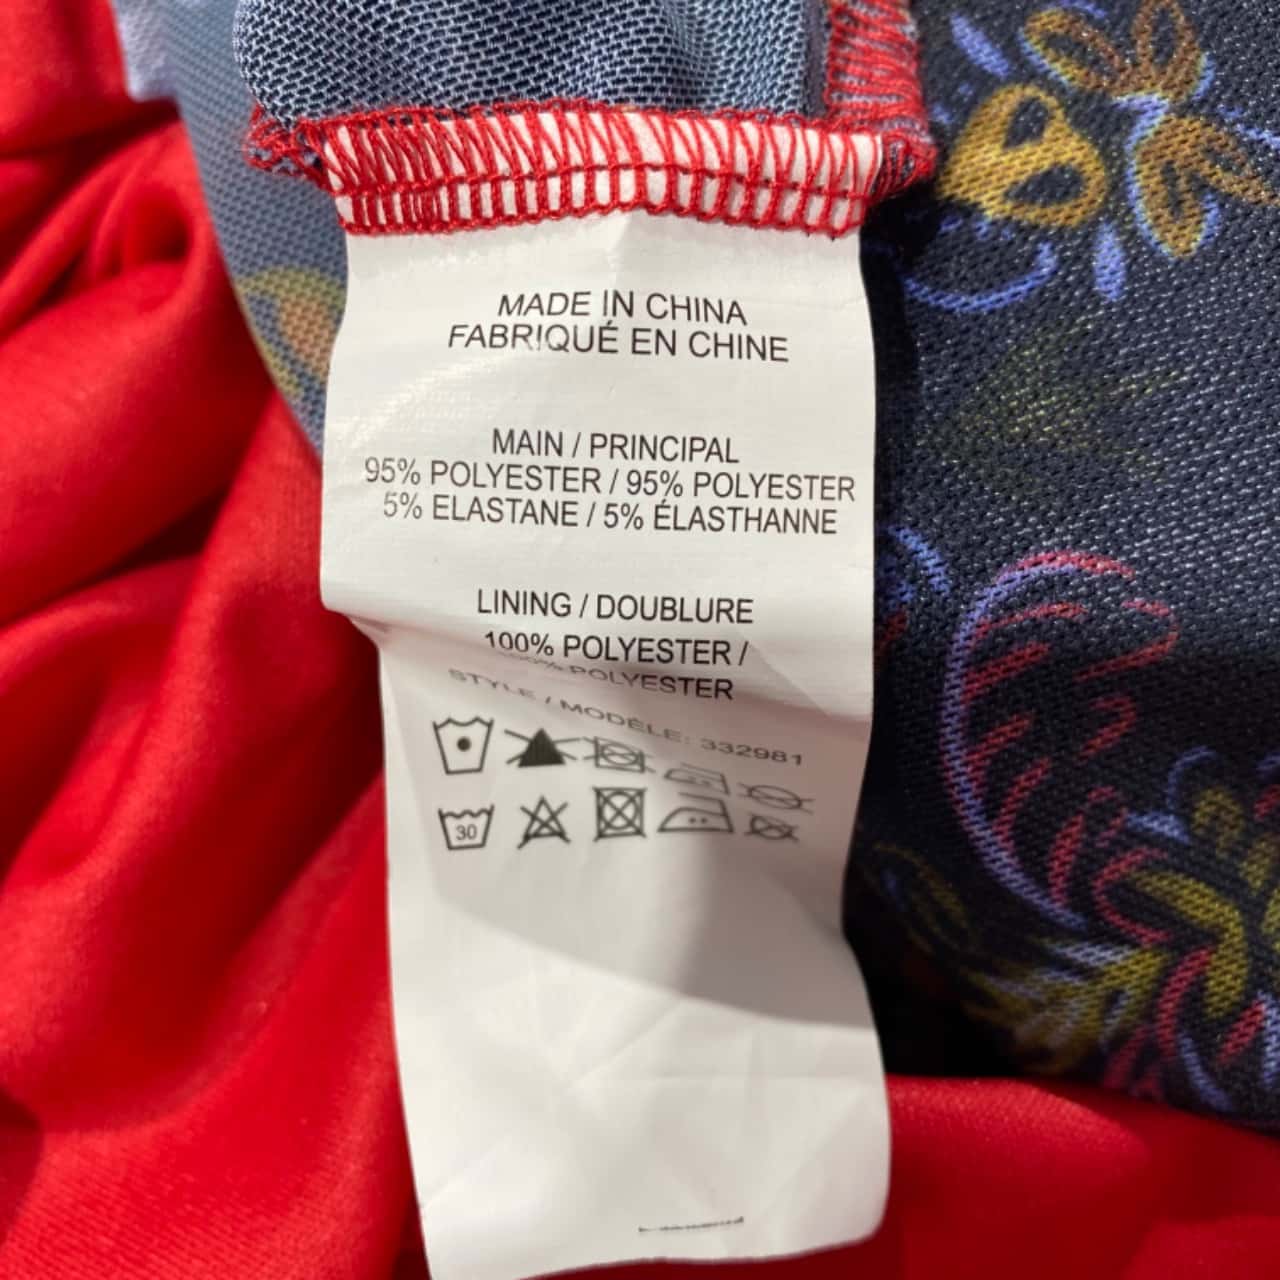 MADE IN CHINA
FABRIQUÉ EN CHINE
MAIN / PRINCIPAL
95% POLYESTER / 95% POLYESTER
5% ELASTANE / 5% ÉLASTHANNE
LINING / DOUBLURE
100% POLYESTER /
100% POLYESTER
STYLE / MODÈLE: 332981
30